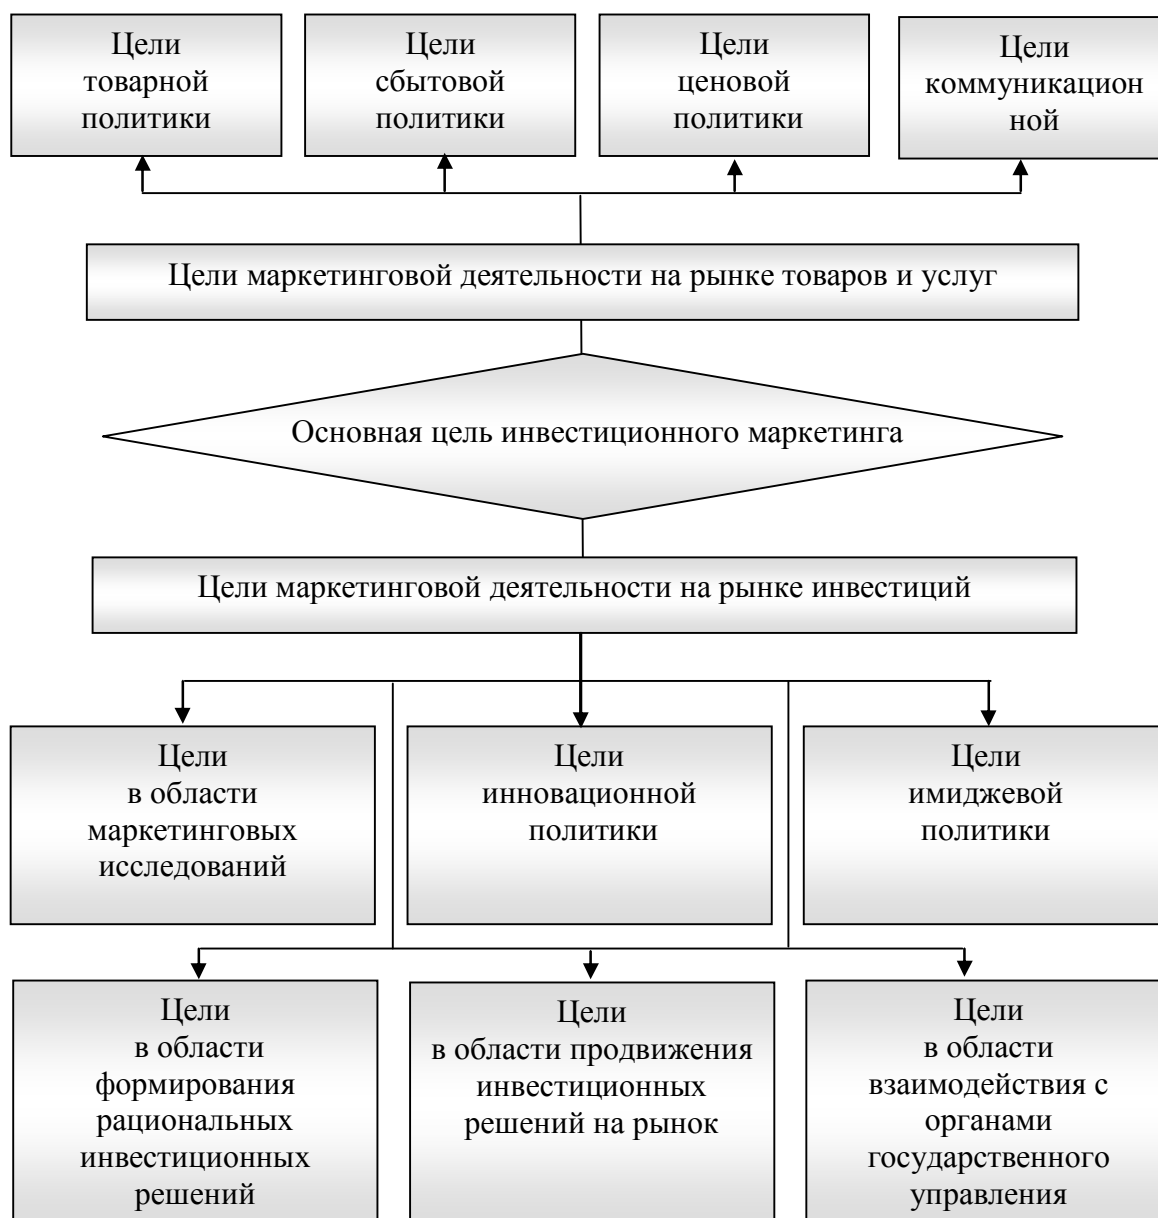 Цели
товарной
политики
Цели
сбытовой
политики
Цели
ценовой
политики
Цели
коммуникацион
ной
Цели маркетинговой деятельности на рынке товаров и услуг
Основная цель инвестиционного маркетинга
Цели маркетинговой деятельности на рынке инвестиций
Цели
в области
маркетинговых
исследований
Цели
инновационной
политики
Цели
имиджевой
политики
Цели
в области
формирования
рациональных
инвестиционных
решений
Цели
в области продвижения
инвестиционных
решений на рынок
Цели
в области
взаимодействия с
органами
государственного
управления